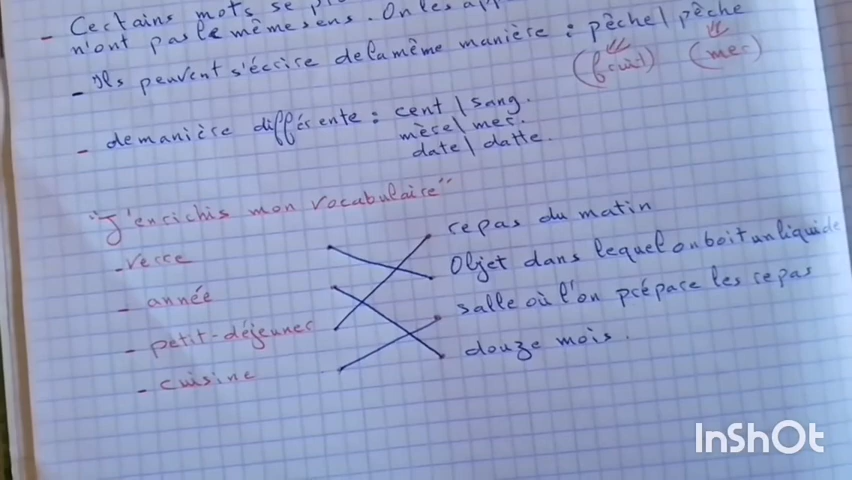 - Certains mots se
n'ont pas le même sens. On les
- Ils peuvent s'écrire de la même manière : pêche / pêche
(fruit) (mer)
- de manière différente : cent / sang.
mère / mer.
date / datte.
"J'enrichis mon vocabulaire"
- verre
repas du matin
- année
Objet dans lequel on boit un liquide
- petit-déjeuner
salle où l'on prépare les repas
- cuisine
douze mois.
InShOt